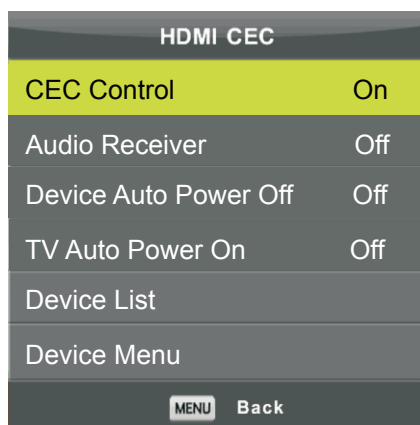 HDMI CEC
CEC Control On
Audio Receiver Off
Device Auto Power Off Off
TV Auto Power On Off
Device List
Device Menu
MENU Back